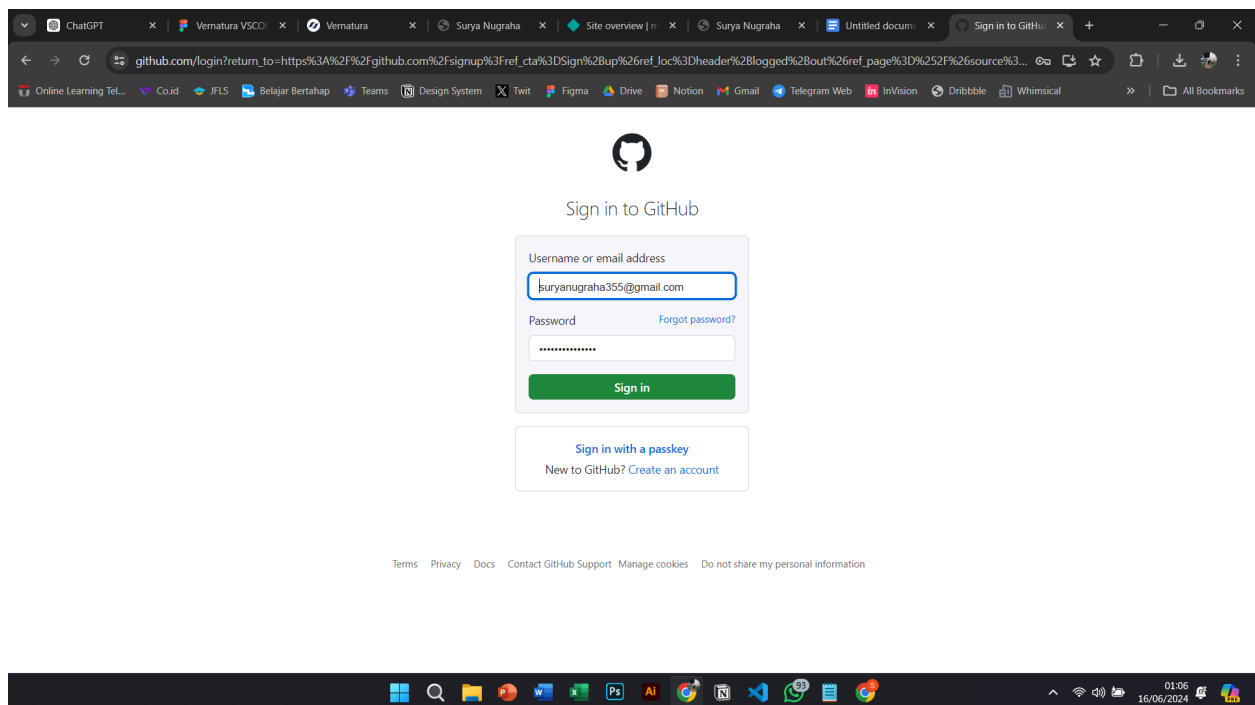 ChatGPT
Vernatura VSCO
Vernatura
Surya Nugraha
Site overview | m
Surya Nugraha
Untitled docume
Sign in to GitHu
github.com/login?return_to=https%3A%2F%2Fgithub.com%2Fsignup%3Fref_cta%3DSign%2Bup%26ref_loc%3Dheader%2Blogged%2Bout%26ref_page%3D%252F%26source%3...
Online Learning Tel...
Co.id
JFLS
Belajar Bertahap
Teams
Design System
Twit
Figma
Drive
Notion
Gmail
Telegram Web
in InVision
Dribbble
Whimsical
»
All Bookmarks
Sign in to GitHub
Username or email address
suryanugraha355@gmail.com
Password Forgot password?
Sign in
Sign in with a passkey
New to GitHub? Create an account
Terms Privacy Docs Contact GitHub Support Manage cookies Do not share my personal information
Ps
Ai
93
01:06
16/06/2024
PRE